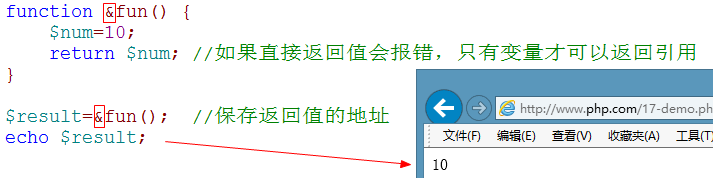 function &fun() {
$num=10;
return $num; //如果直接返回值会报错，只有变量才可以返回引用
}
$result=&fun(); //保存返回值的地址
echo $result;
http://www.php.com/17-demo.ph
文件(F) 编辑(E) 查看(V) 收藏夹(A) 工具(T)
10